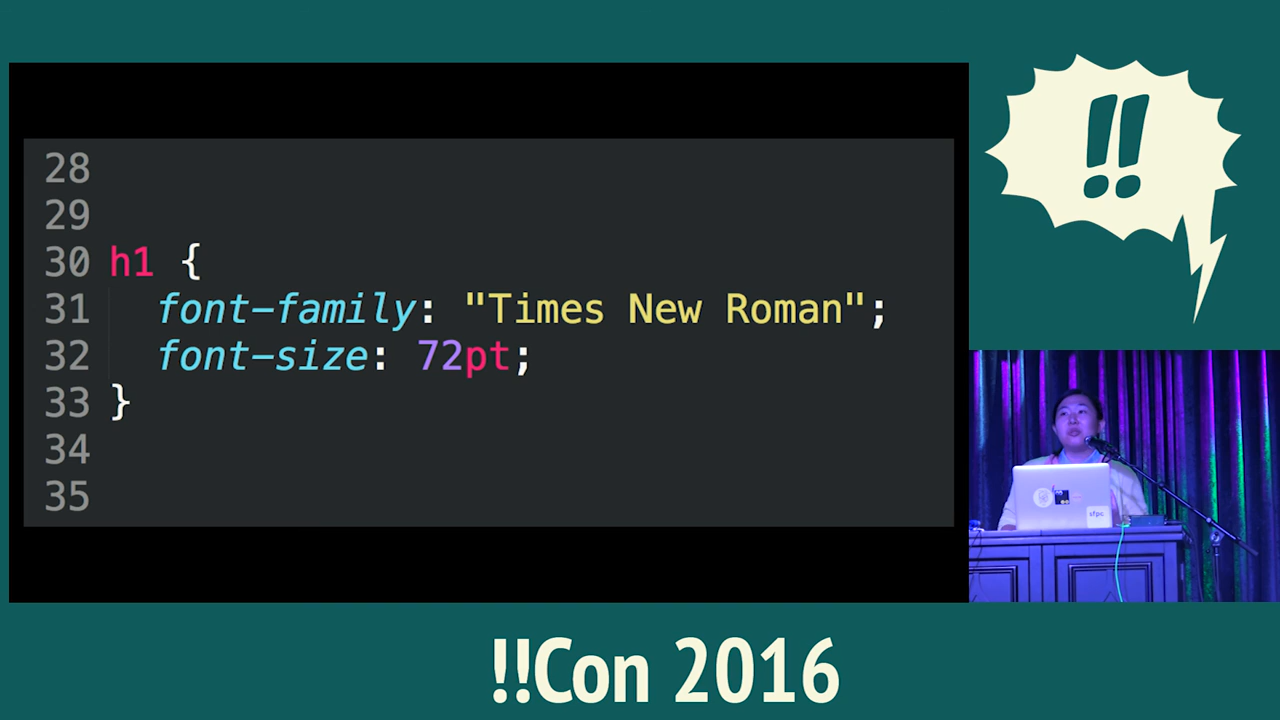 28
29
30 h1 {
31 font-family: "Times New Roman";
32 font-size: 72pt;
33 }
34
35
!!
sfpc
!!Con 2016